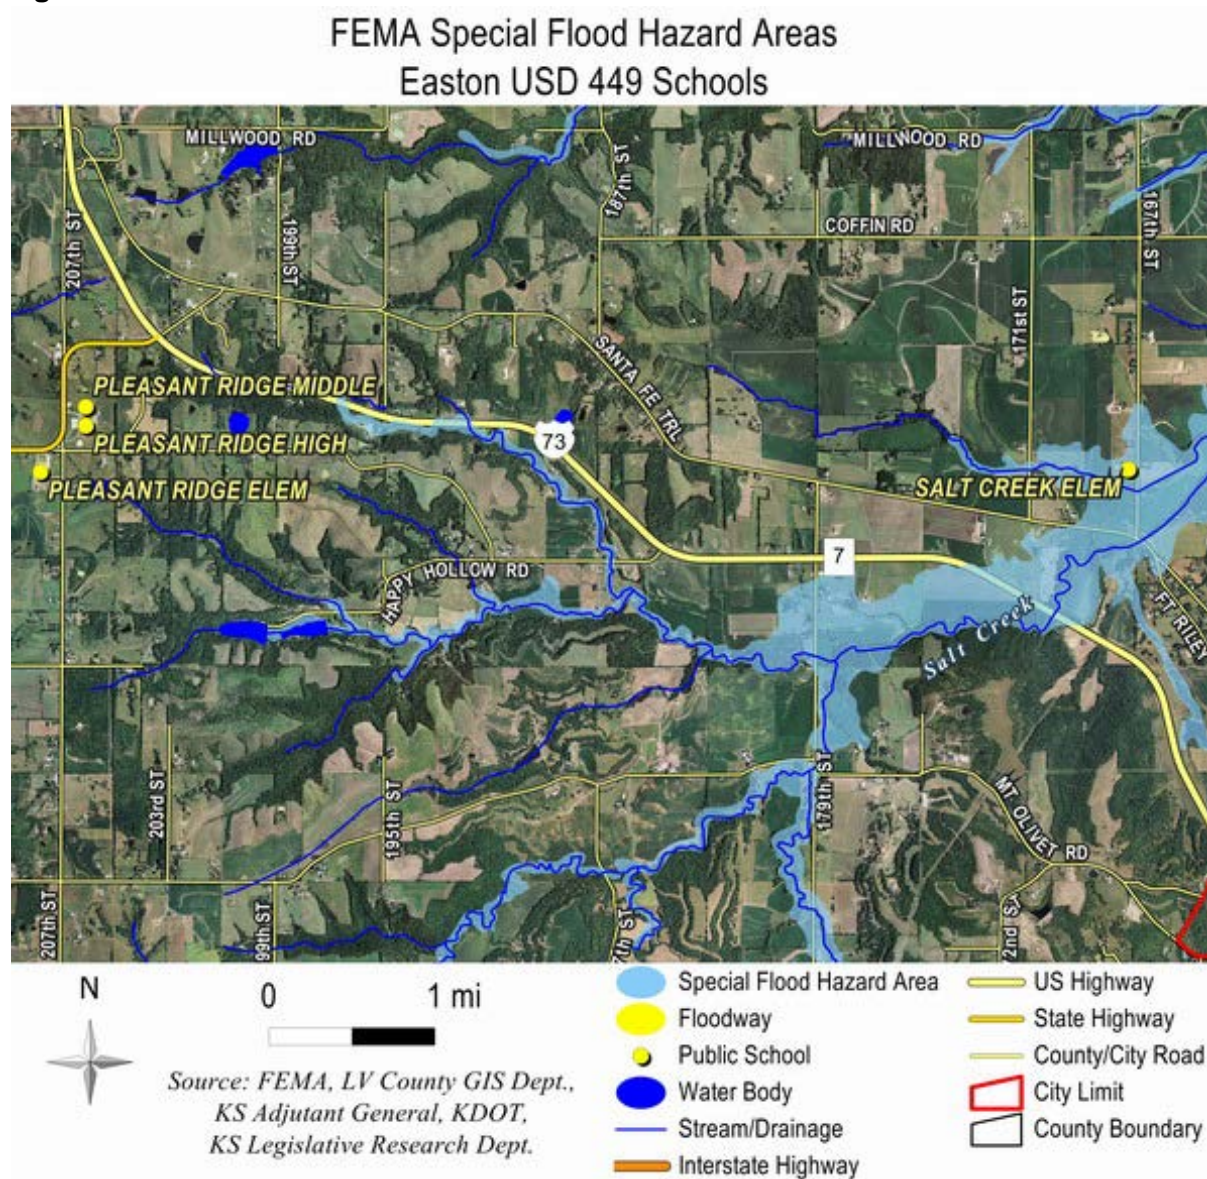 FEMA Special Flood Hazard Areas
Easton USD 449 Schools
MILLWOOD RD
MILLWOOD RD
187th ST
167th ST
207th ST
199th ST
COFFIN RD
171st ST
SANTA FE TRL
PLEASANT RIDGE MIDDLE
PLEASANT RIDGE HIGH
73
PLEASANT RIDGE ELEM
SALT CREEK ELEM
7
HAPPY HOLLOW RD
FT RILEY
Salt Creek
203rd ST
195th ST
179th ST
MT OLIVET RD
207th ST
99th ST
7th ST
72nd ST
N
0 1 mi
Source: FEMA, LV County GIS Dept.,
KS Adjutant General, KDOT,
KS Legislative Research Dept.
Special Flood Hazard Area
Floodway
Public School
Water Body
Stream/Drainage
Interstate Highway
US Highway
State Highway
County/City Road
City Limit
County Boundary